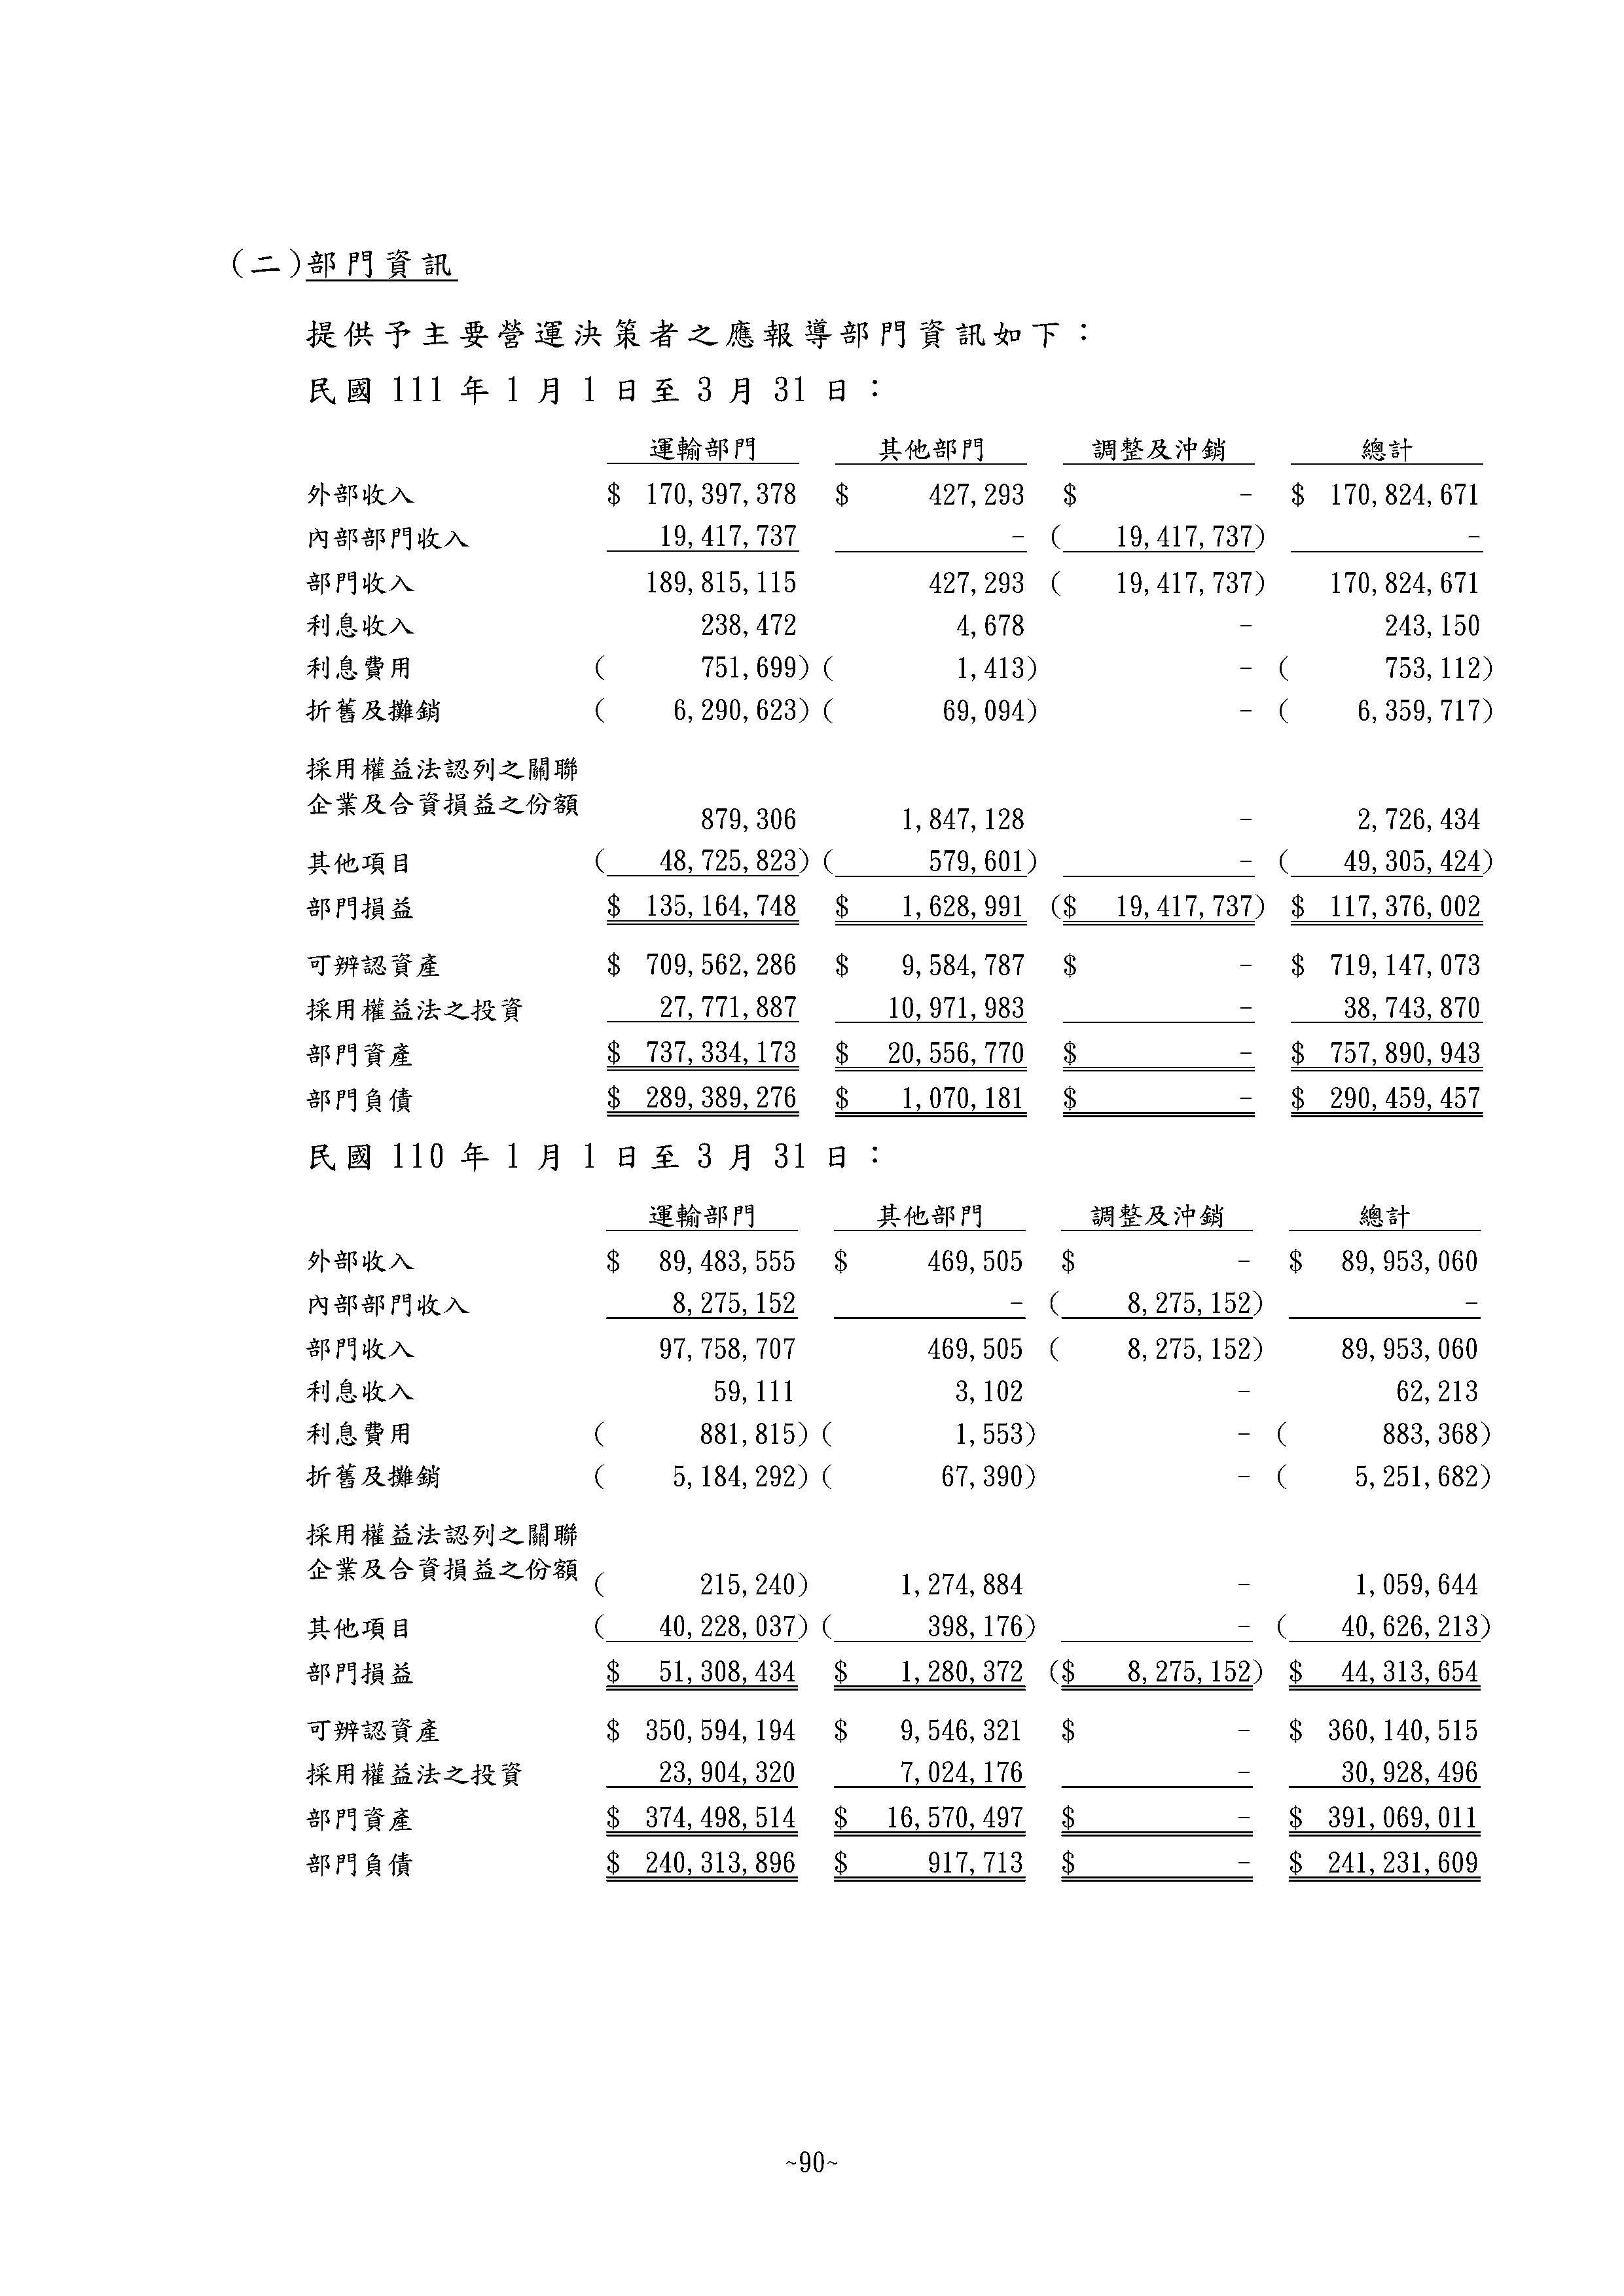 (二)部門資訊
提供予主要營運決策者之應報導部門資訊如下：
民國 111 年 1 月 1 日至 3 月 31 日：
運輸部門 其他部門 調整及沖銷 總計
外部收入 $ 170,397,378 $ 427,293 $ - $ 170,824,671
內部部門收入 19,417,737 - ( 19,417,737) -
部門收入 189,815,115 427,293 ( 19,417,737) 170,824,671
利息收入 238,472 4,678 - 243,150
利息費用 ( 751,699) ( 1,413) - ( 753,112)
折舊及攤銷 ( 6,290,623) ( 69,094) - ( 6,359,717)
採用權益法認列之關聯
企業及合資損益之份額 879,306 1,847,128 - 2,726,434
其他項目 ( 48,725,823) ( 579,601) - ( 49,305,424)
部門損益 $ 135,164,748 $ 1,628,991 ($ 19,417,737) $ 117,376,002
可辨認資產 $ 709,562,286 $ 9,584,787 $ - $ 719,147,073
採用權益法之投資 27,771,887 10,971,983 - 38,743,870
部門資產 $ 737,334,173 $ 20,556,770 $ - $ 757,890,943
部門負債 $ 289,389,276 $ 1,070,181 $ - $ 290,459,457
民國 110 年 1 月 1 日至 3 月 31 日：
運輸部門 其他部門 調整及沖銷 總計
外部收入 $ 89,483,555 $ 469,505 $ - $ 89,953,060
內部部門收入 8,275,152 - ( 8,275,152) -
部門收入 97,758,707 469,505 ( 8,275,152) 89,953,060
利息收入 59,111 3,102 - 62,213
利息費用 ( 881,815) ( 1,553) - ( 883,368)
折舊及攤銷 ( 5,184,292) ( 67,390) - ( 5,251,682)
採用權益法認列之關聯
企業及合資損益之份額 ( 215,240) 1,274,884 - 1,059,644
其他項目 ( 40,228,037) ( 398,176) - ( 40,626,213)
部門損益 $ 51,308,434 $ 1,280,372 ($ 8,275,152) $ 44,313,654
可辨認資產 $ 350,594,194 $ 9,546,321 $ - $ 360,140,515
採用權益法之投資 23,904,320 7,024,176 - 30,928,496
部門資產 $ 374,498,514 $ 16,570,497 $ - $ 391,069,011
部門負債 $ 240,313,896 $ 917,713 $ - $ 241,231,609
~90~